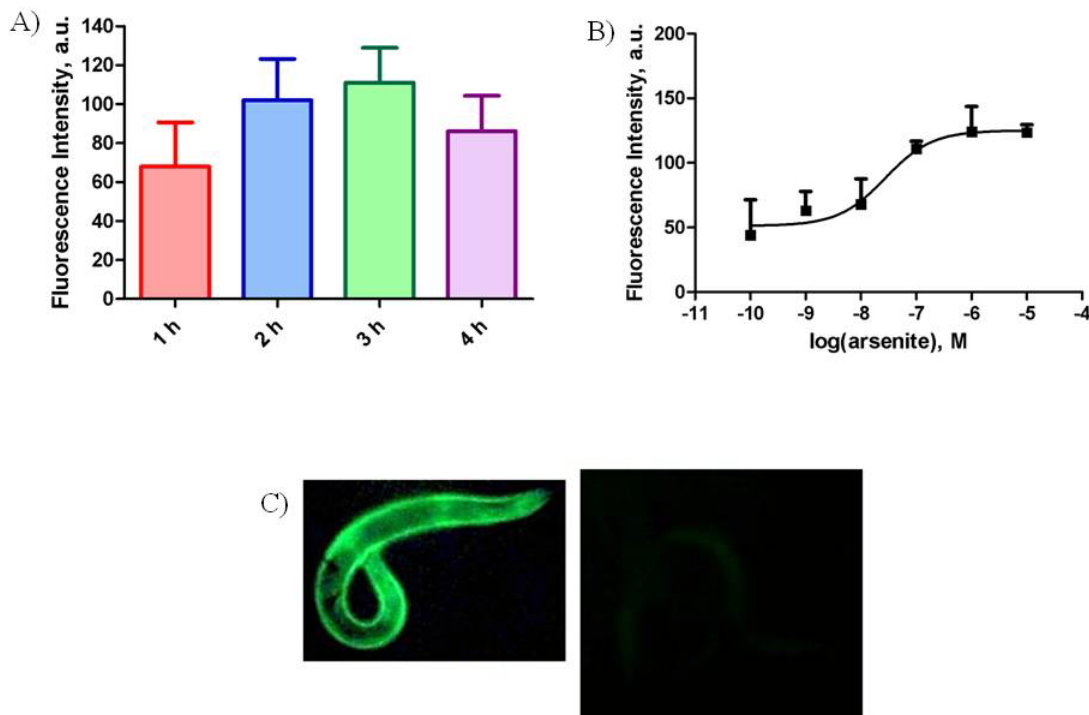 A)
Fluorescence Intensity, a.u.
140
120
100
80
60
40
20
0
1 h
2 h
3 h
4 h
B)
Fluorescence Intensity, a.u.
200
150
100
50
0
-11
-10
-9
-8
-7
-6
-5
-4
log(arsenite), M
C)